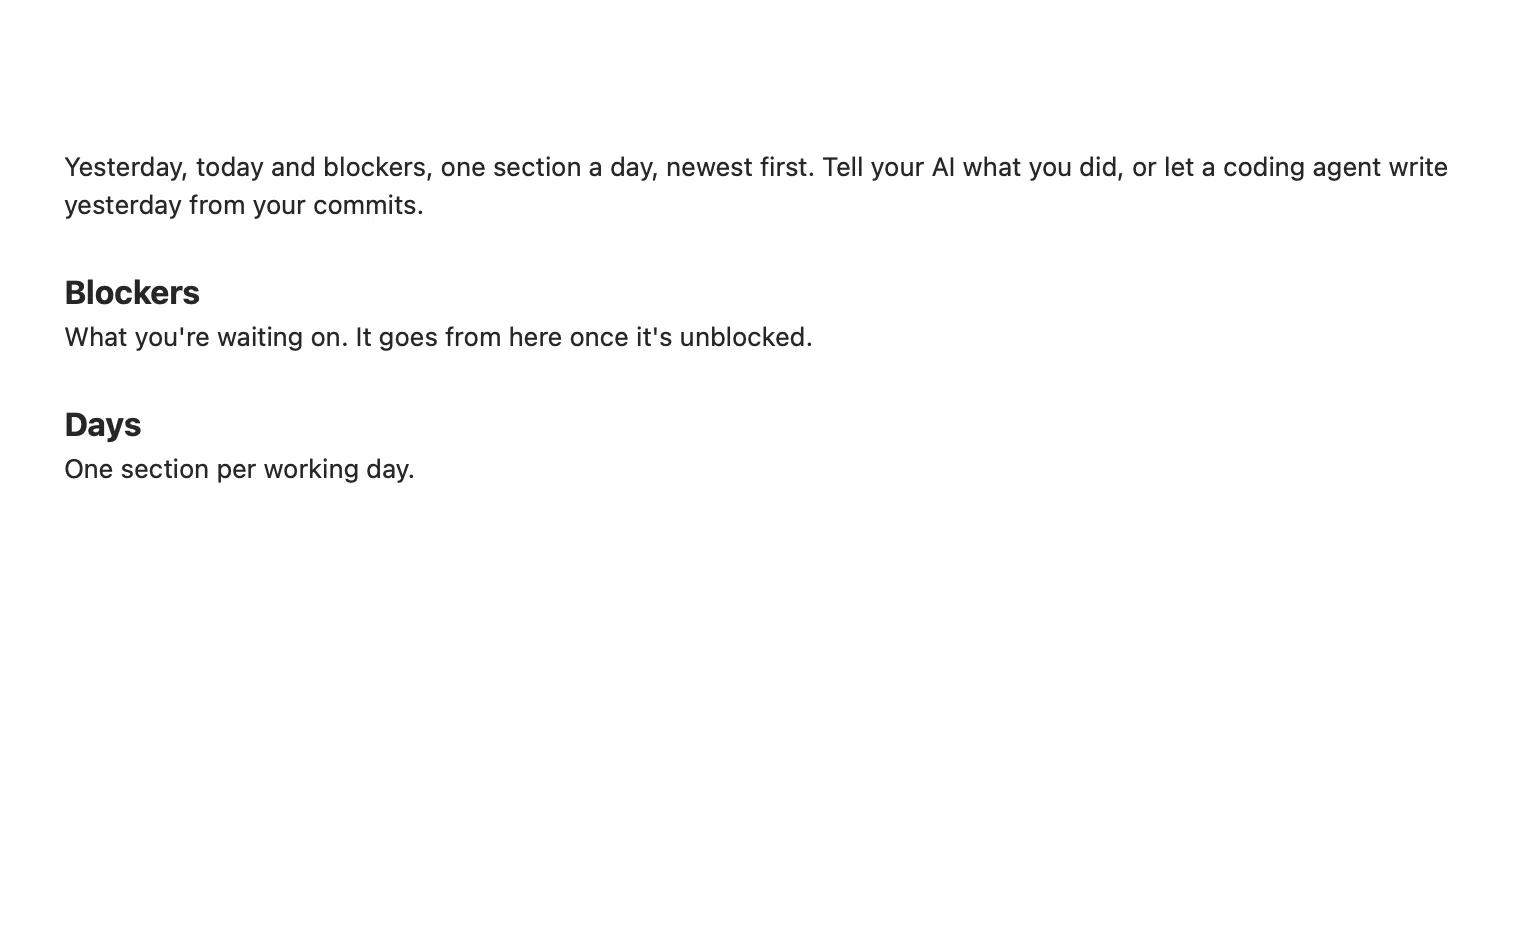 Yesterday, today and blockers, one section a day, newest first. Tell your AI what you did, or let a coding agent write
yesterday from your commits.
Blockers
What you're waiting on. It goes from here once it's unblocked.
Days
One section per working day.